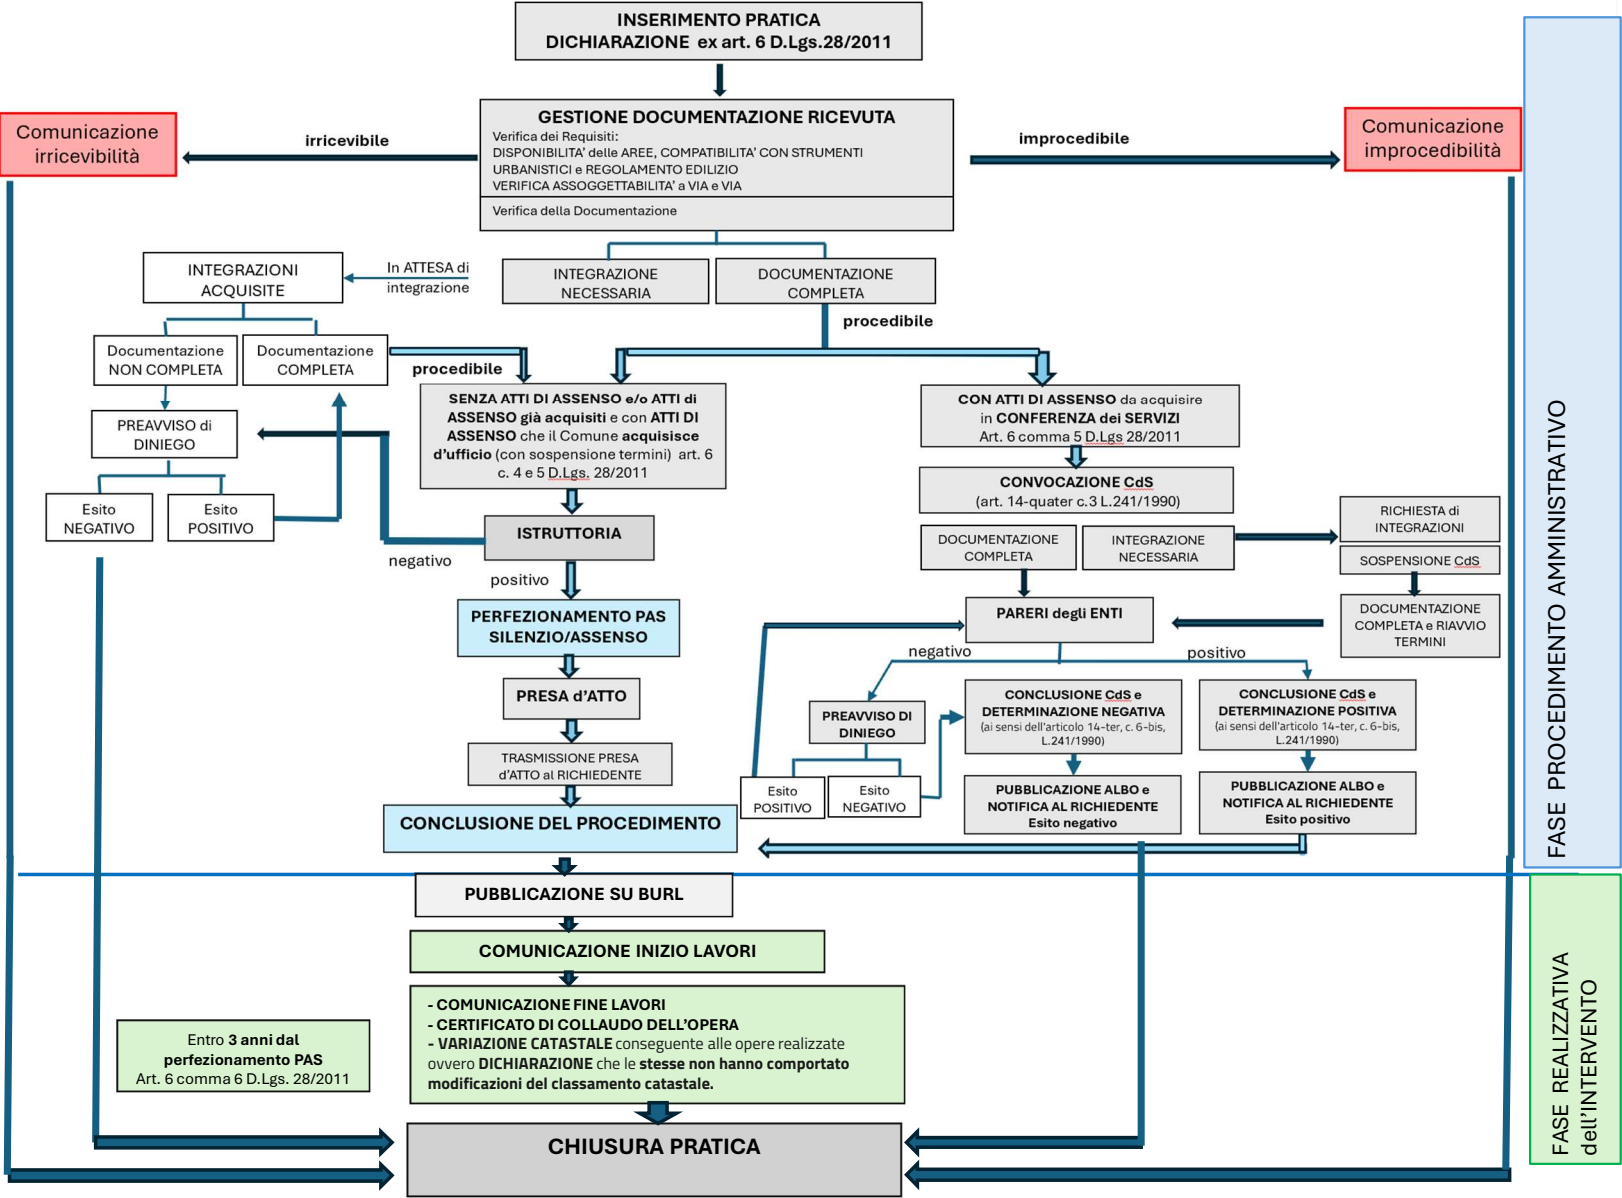 INSERIMENTO PRATICA
DICHIARAZIONE ex art. 6 D.Lgs.28/2011
Comunicazione
irricevibilità
irricevibile
GESTIONE DOCUMENTAZIONE RICEVUTA
Verifica dei Requisiti:
DISPONIBILITA' delle AREE, COMPATIBILITA' CON STRUMENTI
URBANISTICI e REGOLAMENTO EDILIZIO
VERIFICA ASSOGGETTABILITA' a VIA e VIA
Verifica della Documentazione
improcedibile
Comunicazione
improcedibilità
INTEGRAZIONI
ACQUISITE
In ATTESA di
integrazione
INTEGRAZIONE
NECESSARIA
DOCUMENTAZIONE
COMPLETA
procedibile
Documentazione
NON COMPLETA
Documentazione
COMPLETA
procedibile
PREAVVISO di
DINIEGO
Esito
NEGATIVO
Esito
POSITIVO
SENZA ATTI DI ASSENSO e/o ATTI di
ASSENSO già acquisiti e con ATTI DI
ASSENSO che il Comune acquisisce
d'ufficio (con sospensione termini) art. 6
c. 4 e 5 D.Lgs. 28/2011
CON ATTI DI ASSENSO da acquisire
in CONFERENZA dei SERVIZI
Art. 6 comma 5 D.Lgs 28/2011
CONVOCAZIONE CdS
(art. 14-quater c.3 L.241/1990)
ISTRUTTORIA
negativo
positivo
DOCUMENTAZIONE
COMPLETA
INTEGRAZIONE
NECESSARIA
RICHIESTA di
INTEGRAZIONI
SOSPENSIONE CdS
DOCUMENTAZIONE
COMPLETA e RIAVVIO
TERMINI
PERFEZIONAMENTO PAS
SILENZIO/ASSENSO
PARERI degli ENTI
negativo
positivo
PRESA d'ATTO
TRASMISSIONE PRESA
d'ATTO al RICHIEDENTE
PREAVVISO DI
DINIEGO
Esito
POSITIVO
Esito
NEGATIVO
CONCLUSIONE CdS e
DETERMINAZIONE NEGATIVA
(ai sensi dell'articolo 14-ter, c. 6-bis,
L.241/1990)
CONCLUSIONE CdS e
DETERMINAZIONE POSITIVA
(ai sensi dell'articolo 14-ter, c. 6-bis,
L.241/1990)
PUBBLICAZIONE ALBO e
NOTIFICA AL RICHIEDENTE
Esito negativo
PUBBLICAZIONE ALBO e
NOTIFICA AL RICHIEDENTE
Esito positivo
CONCLUSIONE DEL PROCEDIMENTO
FASE PROCEDIMENTO AMMINISTRATIVO
PUBBLICAZIONE SU BURL
COMUNICAZIONE INIZIO LAVORI
- COMUNICAZIONE FINE LAVORI
- CERTIFICATO DI COLLAUDO DELL'OPERA
- VARIAZIONE CATASTALE conseguente alle opere realizzate
ovvero DICHIARAZIONE che le stesse non hanno comportato
modificazioni del classamento catastale.
Entro 3 anni dal
perfezionamento PAS
Art. 6 comma 6 D.Lgs. 28/2011
CHIUSURA PRATICA
FASE REALIZZATIVA
dell'INTERVENTO